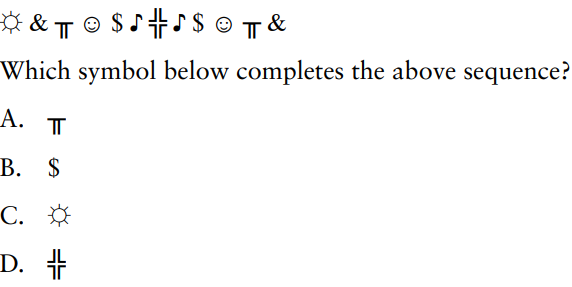 ☼ & ╥ ☺ $ ♪ ╬ ♪ $ ☺ ╥ &
Which symbol below completes the above sequence?
A. ╥
B. $
C. ☼
D. ╬